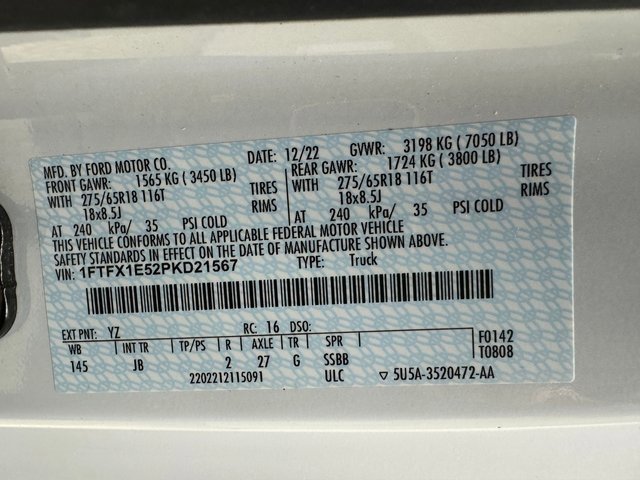 MFD. BY FORD MOTOR CO.
DATE: 12/22 GVWR: 3198 KG ( 7050 LB)
FRONT GAWR: 1565 KG ( 3450 LB) REAR GAWR: 1724 KG ( 3800 LB)
WITH 275/65R18 116T TIRES WITH 275/65R18 116T TIRES
18x8.5J RIMS 18x8.5J RIMS
AT 240 kPa/ 35 PSI COLD AT 240 kPa/ 35 PSI COLD
THIS VEHICLE CONFORMS TO ALL APPLICABLE FEDERAL MOTOR VEHICLE
SAFETY STANDARDS IN EFFECT ON THE DATE OF MANUFACTURE SHOWN ABOVE.
VIN: 1FTFX1E52PKD21567 TYPE: Truck
EXT PNT: YZ RC: 16 DSO: F0142
WB INT TR TP/PS R AXLE TR SPR T0808
145 JB 2 27 G SSBB
2202212115091 ULC ▽ 5U5A-3520472-AA